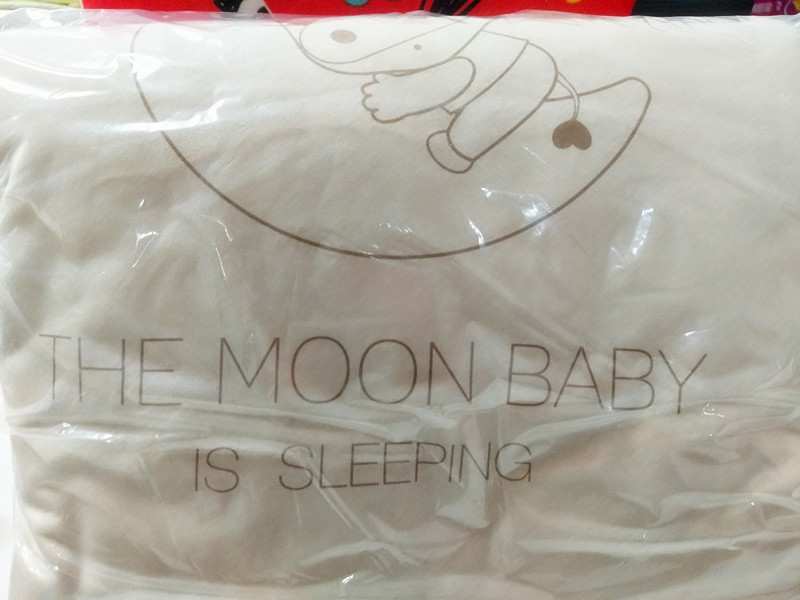 THE MOON BABY
IS SLEEPING